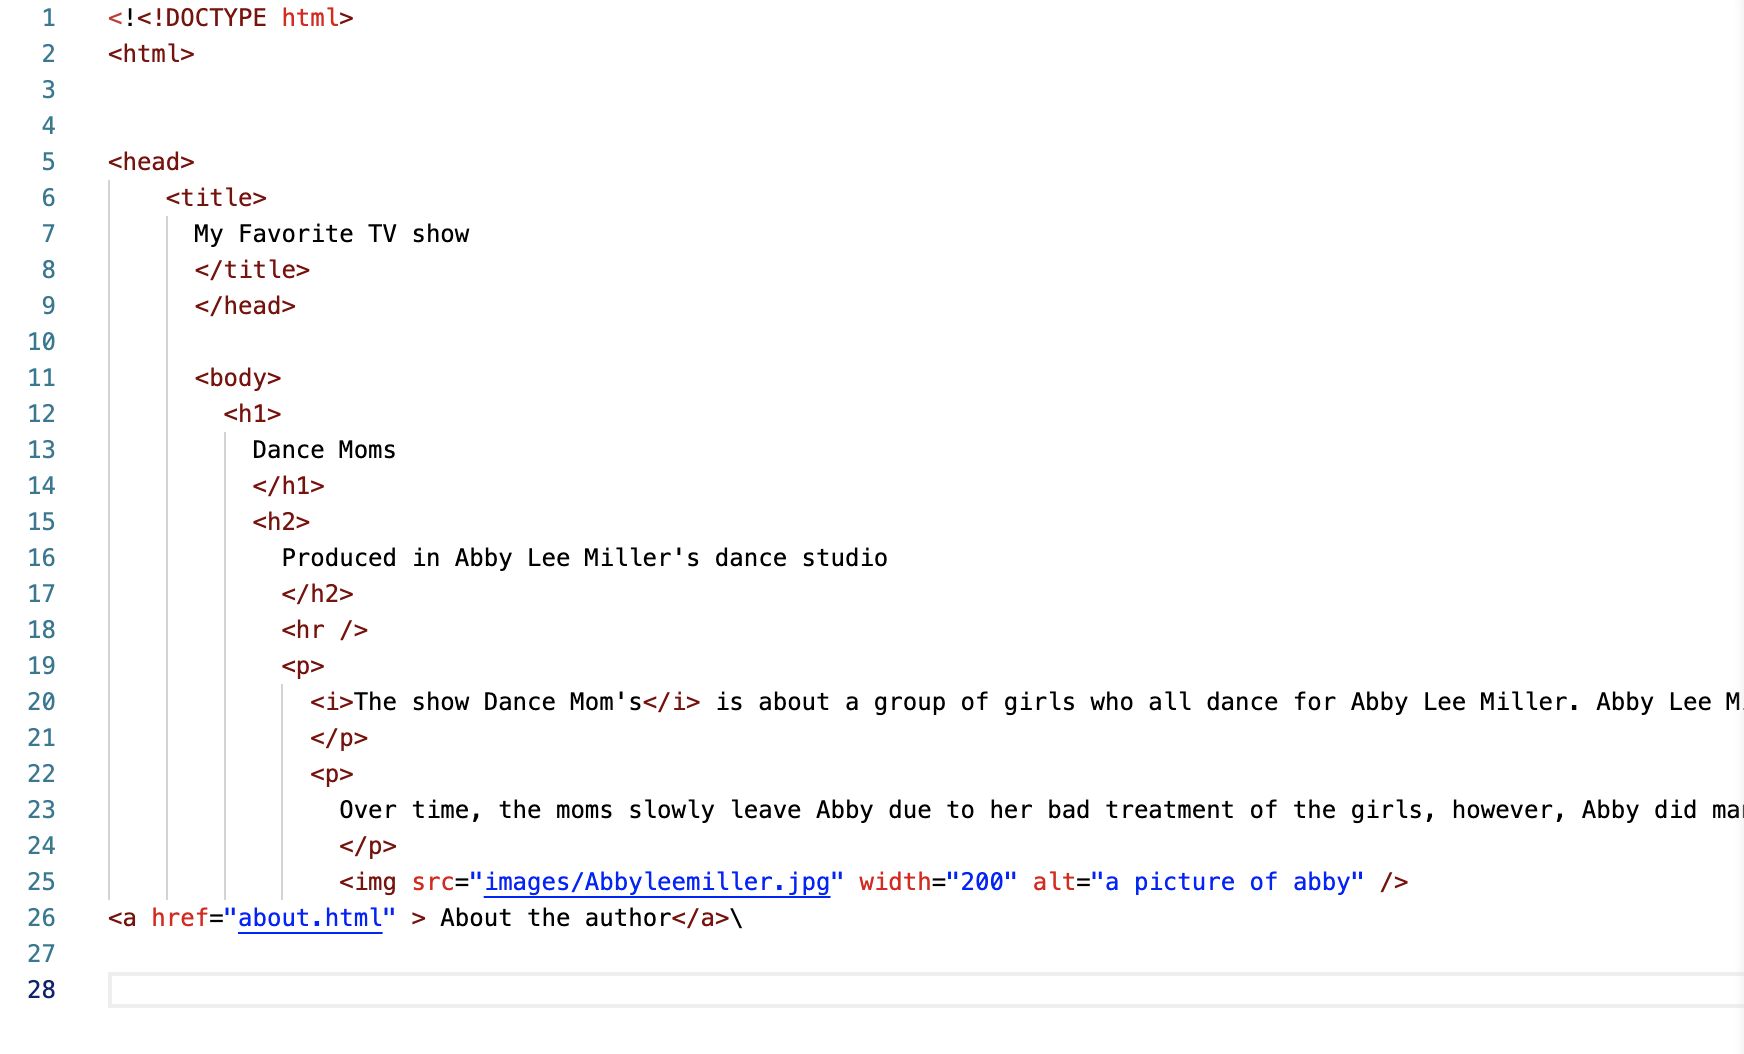 1 <!<!DOCTYPE html>
2 <html>
3
4
5 <head>
6 <title>
7 My Favorite TV show
8 </title>
9 </head>
10
11 <body>
12 <h1>
13 Dance Moms
14 </h1>
15 <h2>
16 Produced in Abby Lee Miller's dance studio
17 </h2>
18 <hr />
19 <p>
20 <i>The show Dance Mom's</i> is about a group of girls who all dance for Abby Lee Miller. Abby Lee
21 </p>
22 <p>
23 Over time, the moms slowly leave Abby due to her bad treatment of the girls, however, Abby did
24 </p>
25 <img src="images/Abbyleemiller.jpg" width="200" alt="a picture of abby" />
26 <a href="about.html" > About the author</a>\
27
28